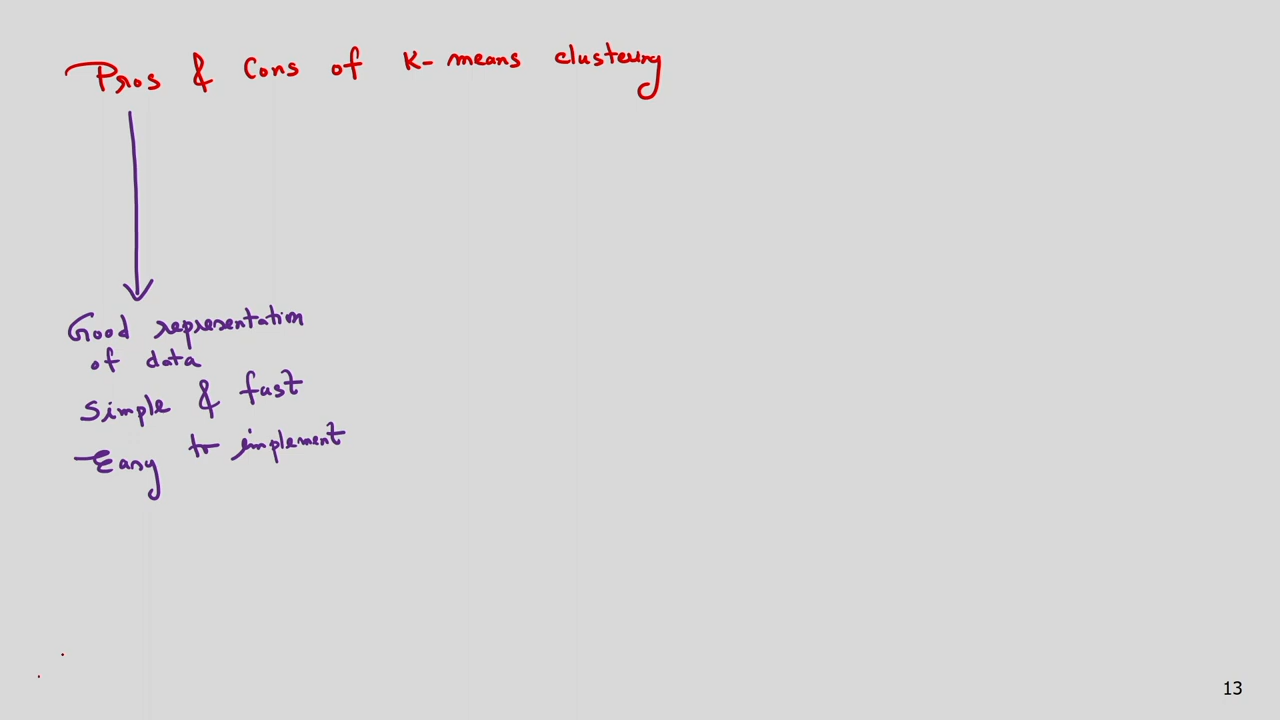 Pros & Cons of K-means clustering
Good representation
of data
Simple & fast
Easy to implement
13